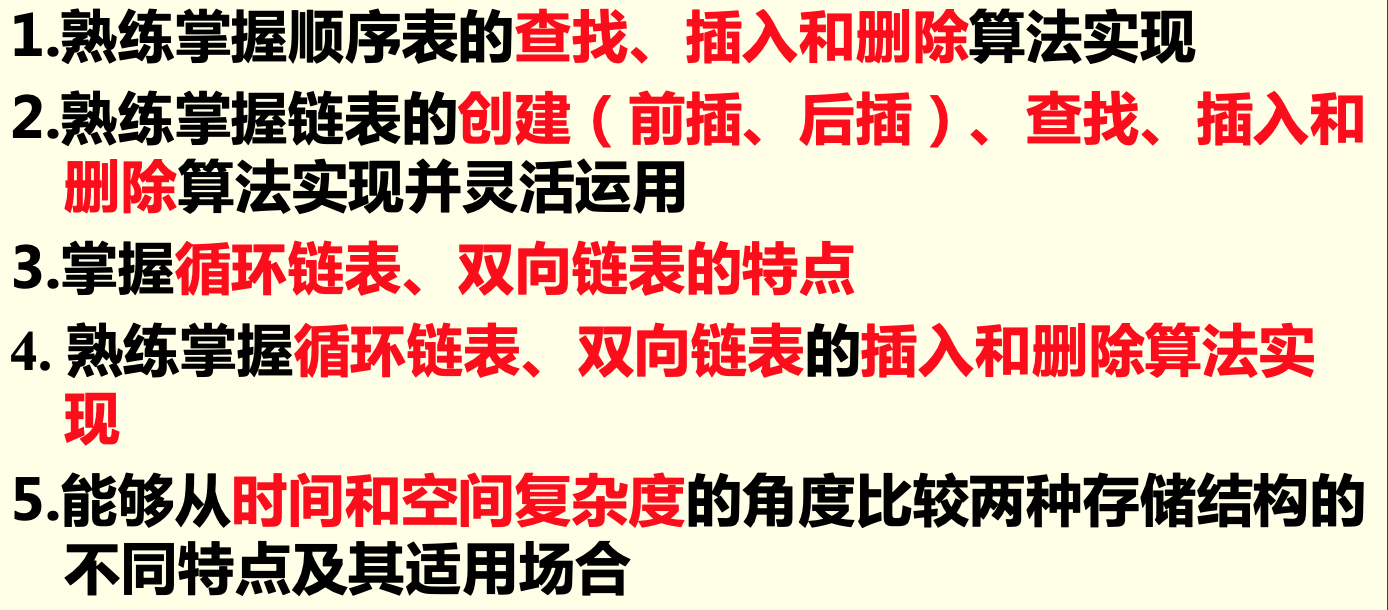 1.熟练掌握顺序表的查找、插入和删除算法实现
2.熟练掌握链表的创建（前插、后插）、查找、插入和
删除算法实现并灵活运用
3.掌握循环链表、双向链表的特点
4. 熟练掌握循环链表、双向链表的插入和删除算法实
现
5.能够从时间和空间复杂度的角度比较两种存储结构的
不同特点及其适用场合